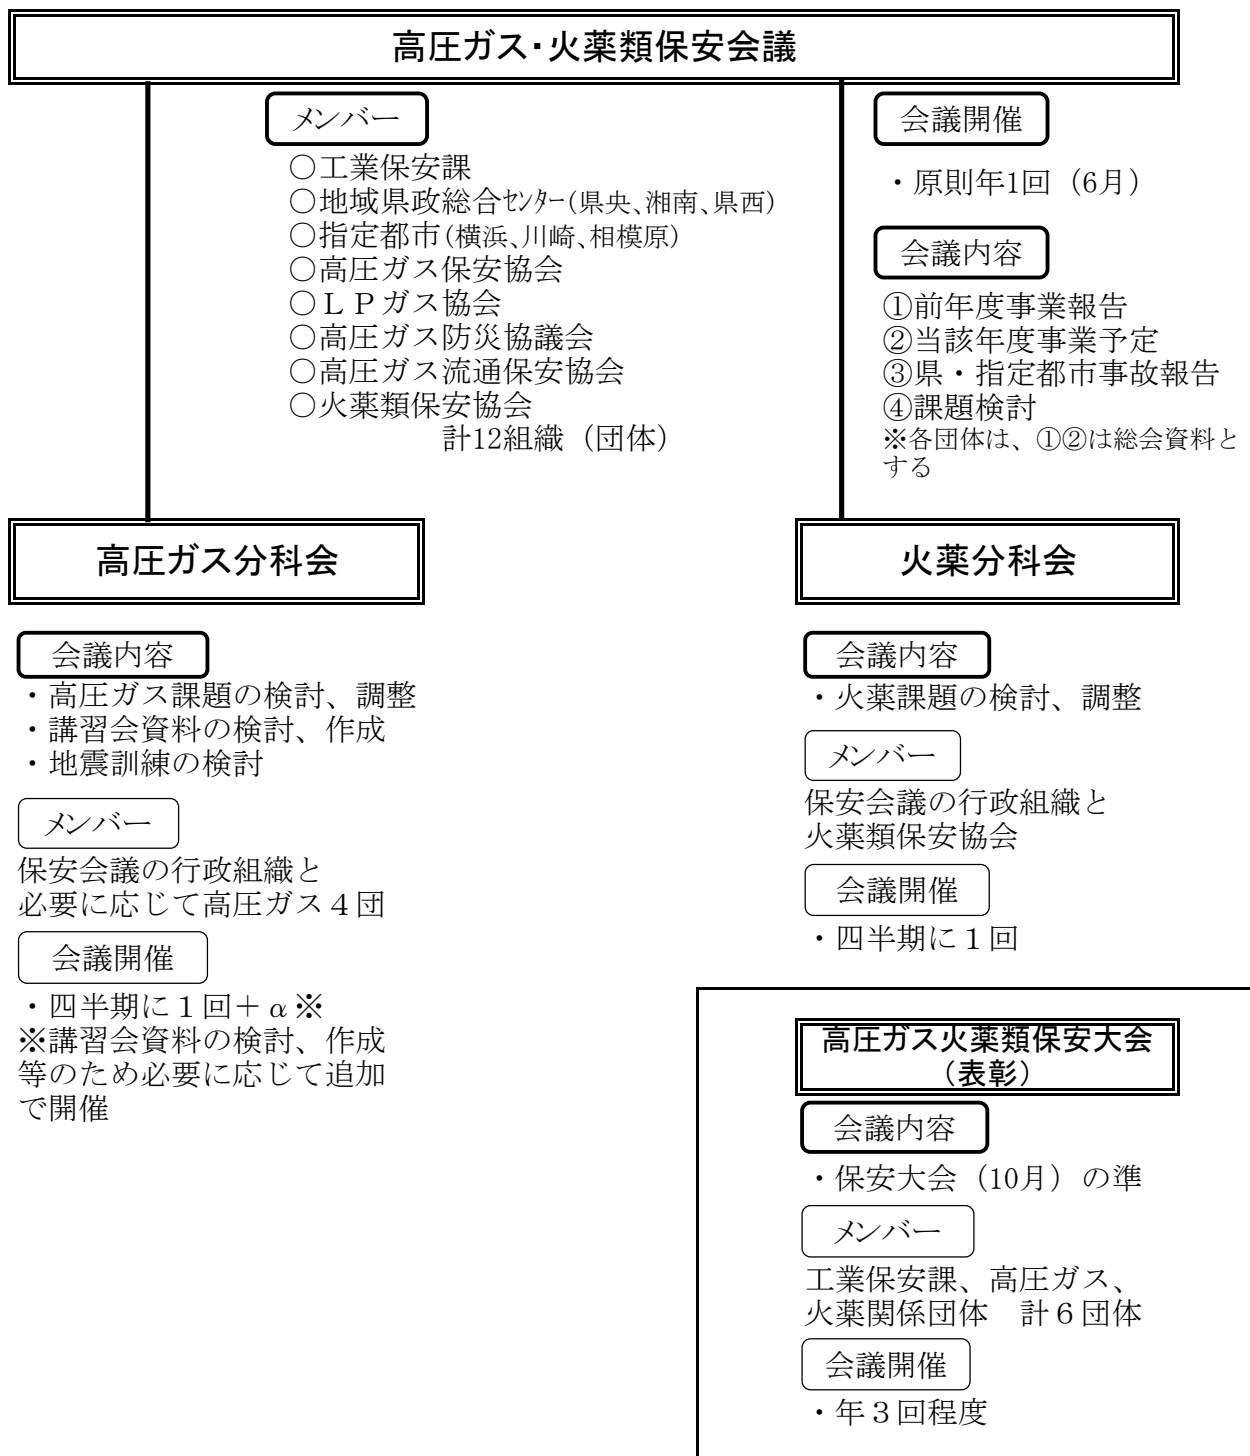 高圧ガス・火薬類保安会議
メンバー
○工業保安課
○地域県政総合ｾﾝﾀｰ(県央、湘南、県西)
○指定都市(横浜、川崎、相模原)
○高圧ガス保安協会
○ＬＰガス協会
○高圧ガス防災協議会
○高圧ガス流通保安協会
○火薬類保安協会
計12組織（団体）
会議開催
・原則年1回（6月）
会議内容
①前年度事業報告
②当該年度事業予定
③県・指定都市事故報告
④課題検討
※各団体は、①②は総会資料と
する
高圧ガス分科会
会議内容
・高圧ガス課題の検討、調整
・講習会資料の検討、作成
・地震訓練の検討
メンバー
保安会議の行政組織と
必要に応じて高圧ガス４団
会議開催
・四半期に１回＋α※
※講習会資料の検討、作成
等のため必要に応じて追加
で開催
火薬分科会
会議内容
・火薬課題の検討、調整
メンバー
保安会議の行政組織と
火薬類保安協会
会議開催
・四半期に１回
高圧ガス火薬類保安大会
（表彰）
会議内容
・保安大会（10月）の準
メンバー
工業保安課、高圧ガス、
火薬関係団体　計６団体
会議開催
・年３回程度